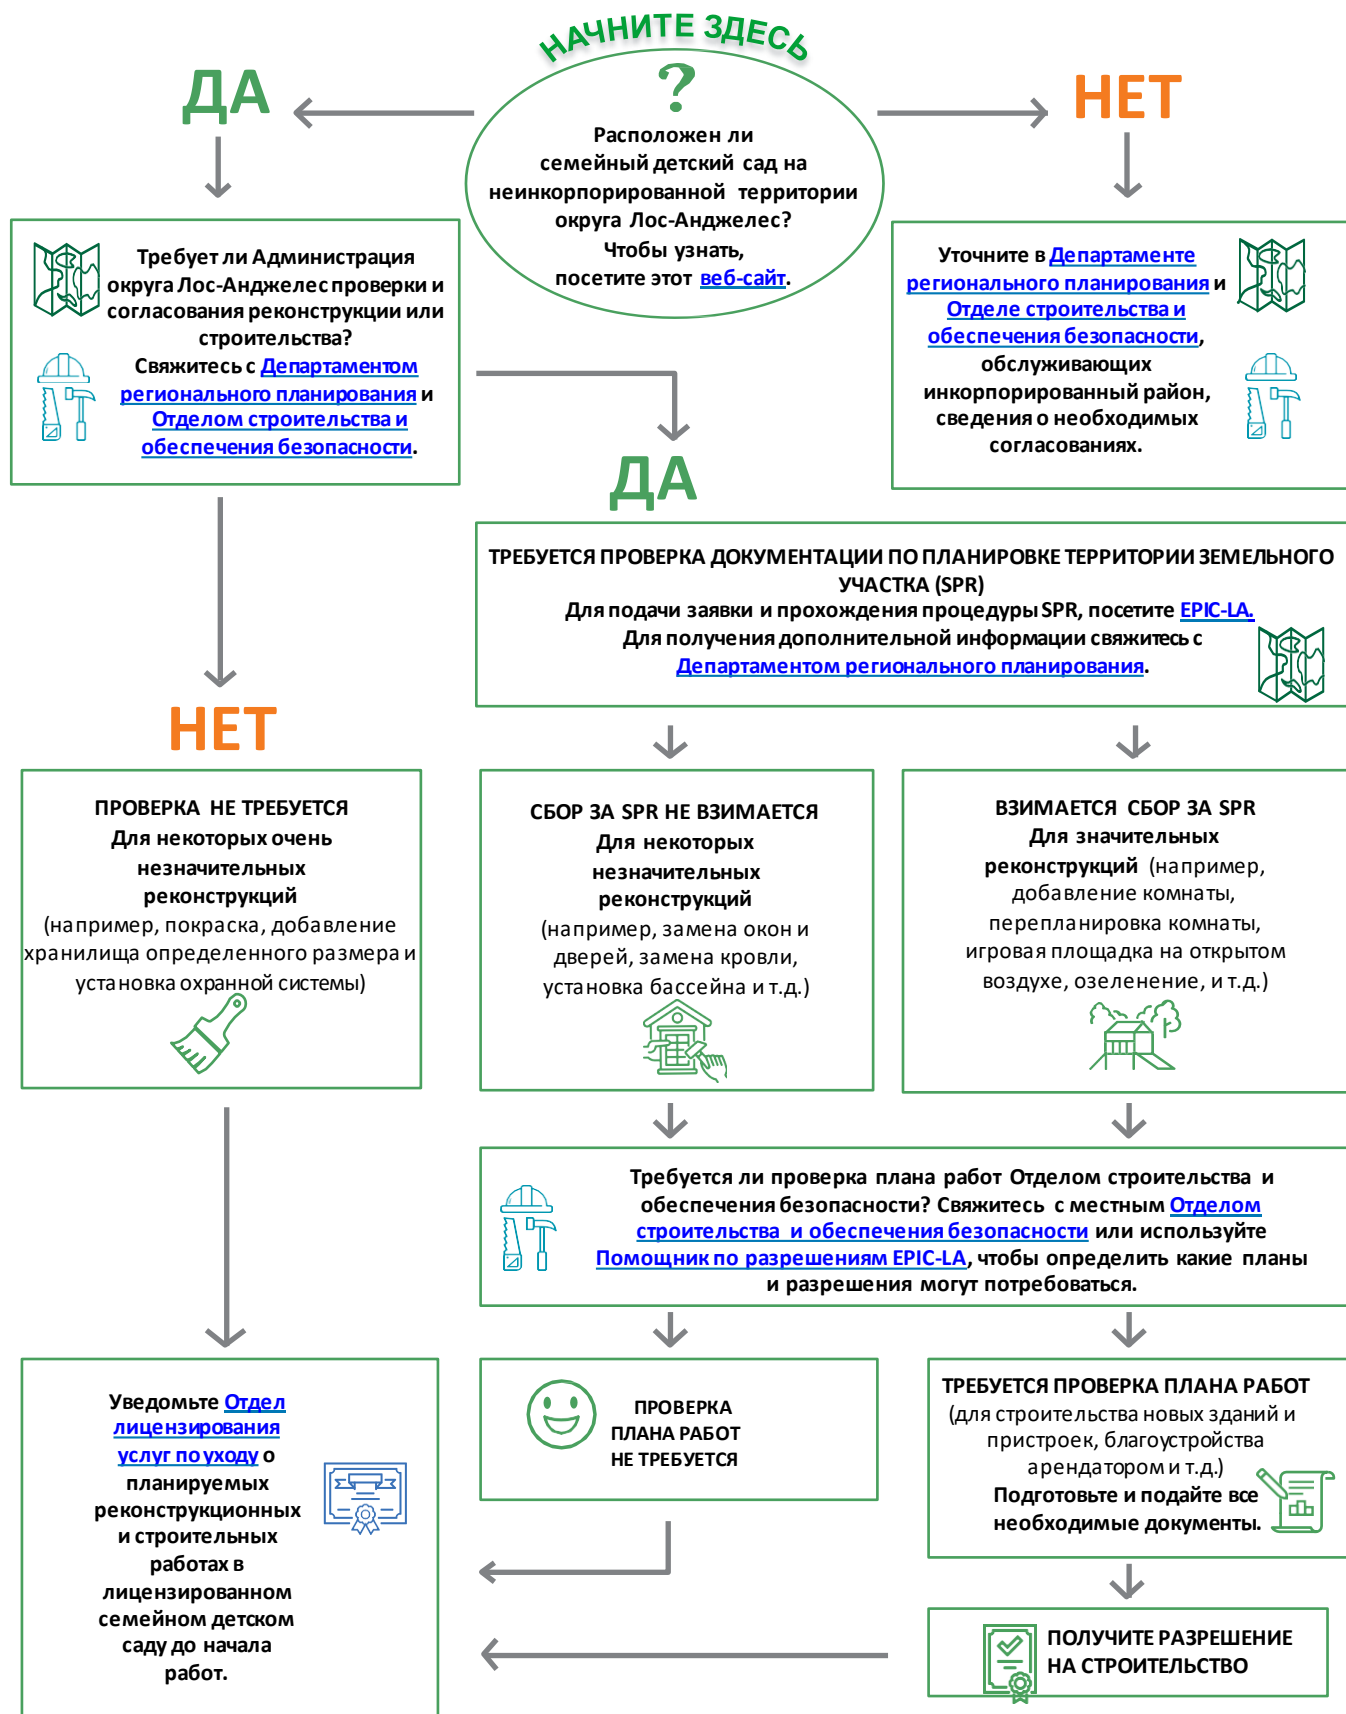 НАЧНИТЕ ЗДЕСЬ
?
Расположен ли
семейный детский сад на
неинкорпорированной территории
округа Лос-Анджелес?
Чтобы узнать,
посетите этот веб-сайт.
ДА
НЕТ
Требует ли Администрация
округа Лос-Анджелес проверки и
согласования реконструкции или
строительства?
Свяжитесь с Департаментом
регионального планирования и
Отделом строительства и
обеспечения безопасности.
Уточните в Департаменте
регионального планирования и
Отделе строительства и
обеспечения безопасности,
обслуживающих
инкорпорированный район,
сведения о необходимых
согласованиях.
ДА
ТРЕБУЕТСЯ ПРОВЕРКА ДОКУМЕНТАЦИИ ПО ПЛАНИРОВКЕ ТЕРРИТОРИИ ЗЕМЕЛЬНОГО
УЧАСТКА (SPR)
Для подачи заявки и прохождения процедуры SPR, посетите EPIC-LA.
Для получения дополнительной информации свяжитесь с
Департаментом регионального планирования.
НЕТ
ПРОВЕРКА НЕ ТРЕБУЕТСЯ
Для некоторых очень
незначительных
реконструкций
(например, покраска, добавление
хранилища определенного размера и
установка охранной системы)
СБОР ЗА SPR НЕ ВЗИМАЕТСЯ
Для некоторых
незначительных
реконструкций
(например, замена окон и
дверей, замена кровли,
установка бассейна и т.д.)
ВЗИМАЕТСЯ СБОР ЗА SPR
Для значительных
реконструкций (например,
добавление комнаты,
перепланировка комнаты,
игровая площадка на открытом
воздухе, озеленение, и т.д.)
Требуется ли проверка плана работ Отделом строительства и
обеспечения безопасности? Свяжитесь с местным Отделом
строительства и обеспечения безопасности или используйте
Помощник по разрешениям EPIC-LA, чтобы определить какие планы
и разрешения могут потребоваться.
Уведомьте Отдел
лицензирования
услуг по уходу о
планируемых
реконструкционных
и строительных
работах в
лицензированном
семейном детском
саду до начала
работ.
ПРОВЕРКА
ПЛАНА РАБОТ
НЕ ТРЕБУЕТСЯ
ТРЕБУЕТСЯ ПРОВЕРКА ПЛАНА РАБОТ
(для строительства новых зданий и
пристроек, благоустройства
арендатором и т.д.)
Подготовьте и подайте все
необходимые документы.
ПОЛУЧИТЕ РАЗРЕШЕНИЕ
НА СТРОИТЕЛЬСТВО